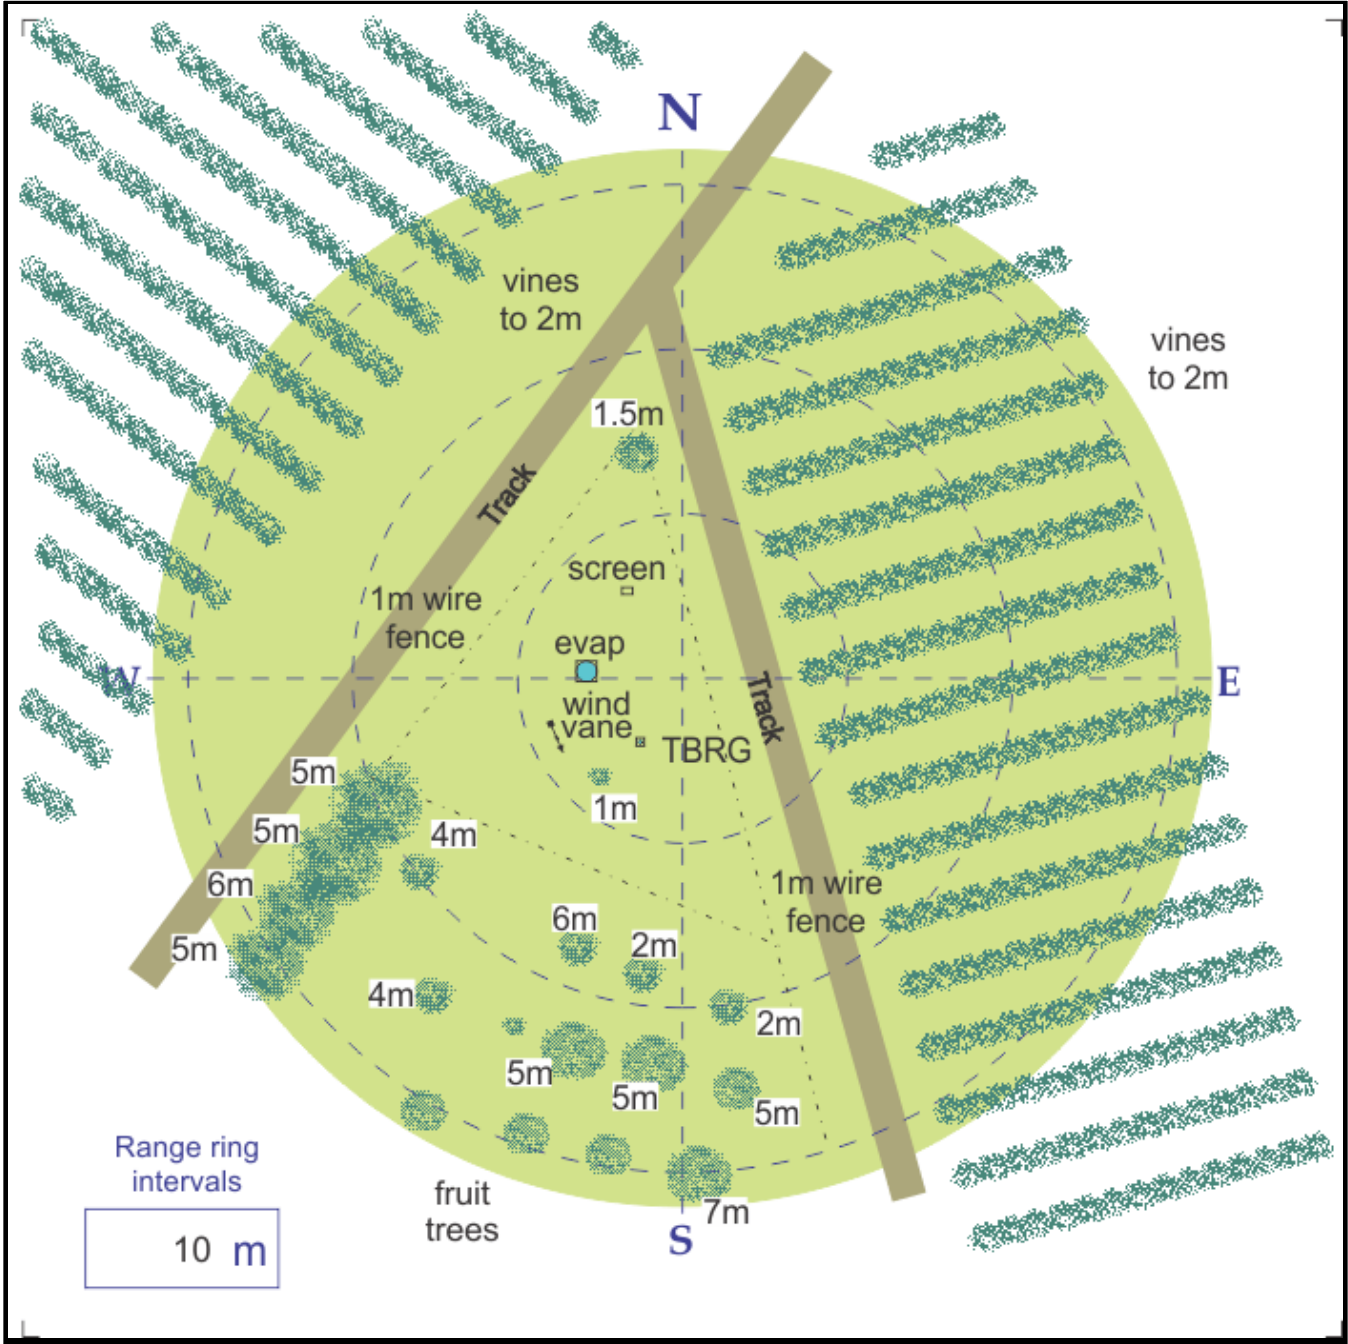 N
vines
to 2m
vines
to 2m
1.5m
Track
screen
1m wire
fence
evap
W
E
wind
vane
TBRG
Track
5m
1m
5m
4m
6m
1m wire
fence
6m
2m
5m
4m
2m
5m
5m
5m
Range ring
intervals
10 m
fruit
trees
7m
S